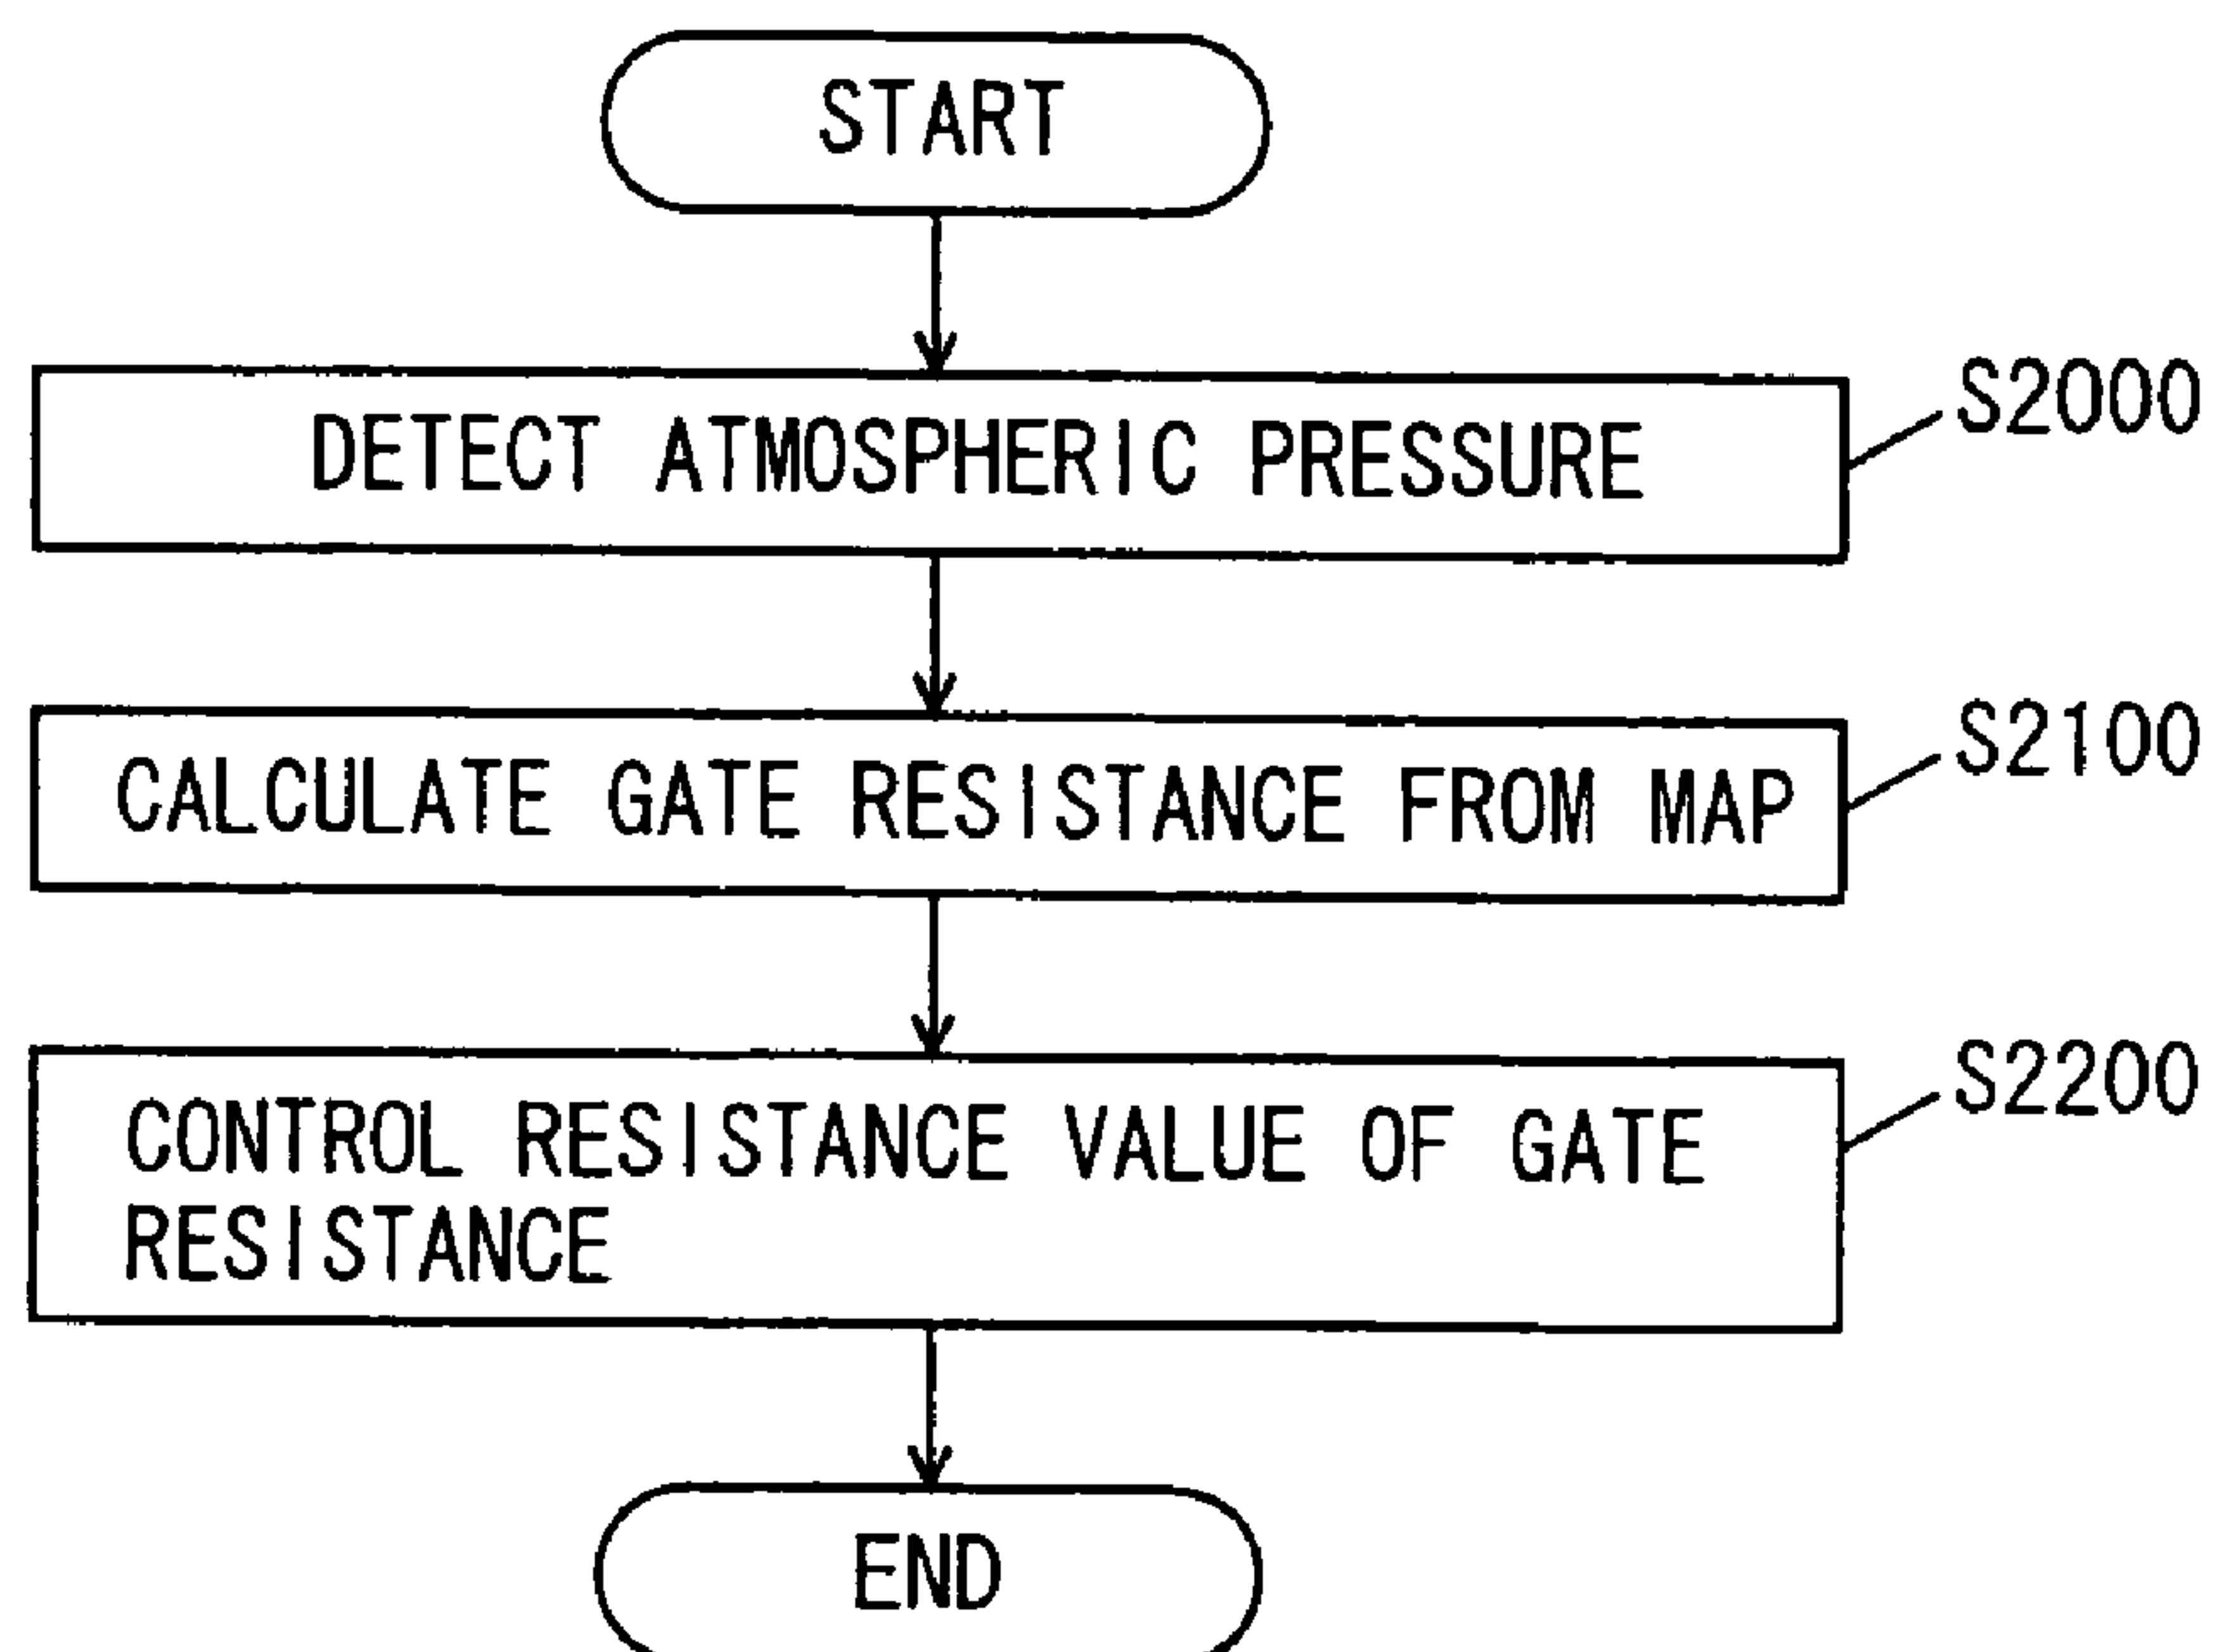 START
DETECT ATMOSPHERIC PRESSURE
S2000
CALCULATE GATE RESISTANCE FROM MAP
S2100
CONTROL RESISTANCE VALUE OF GATE
RESISTANCE
S2200
END